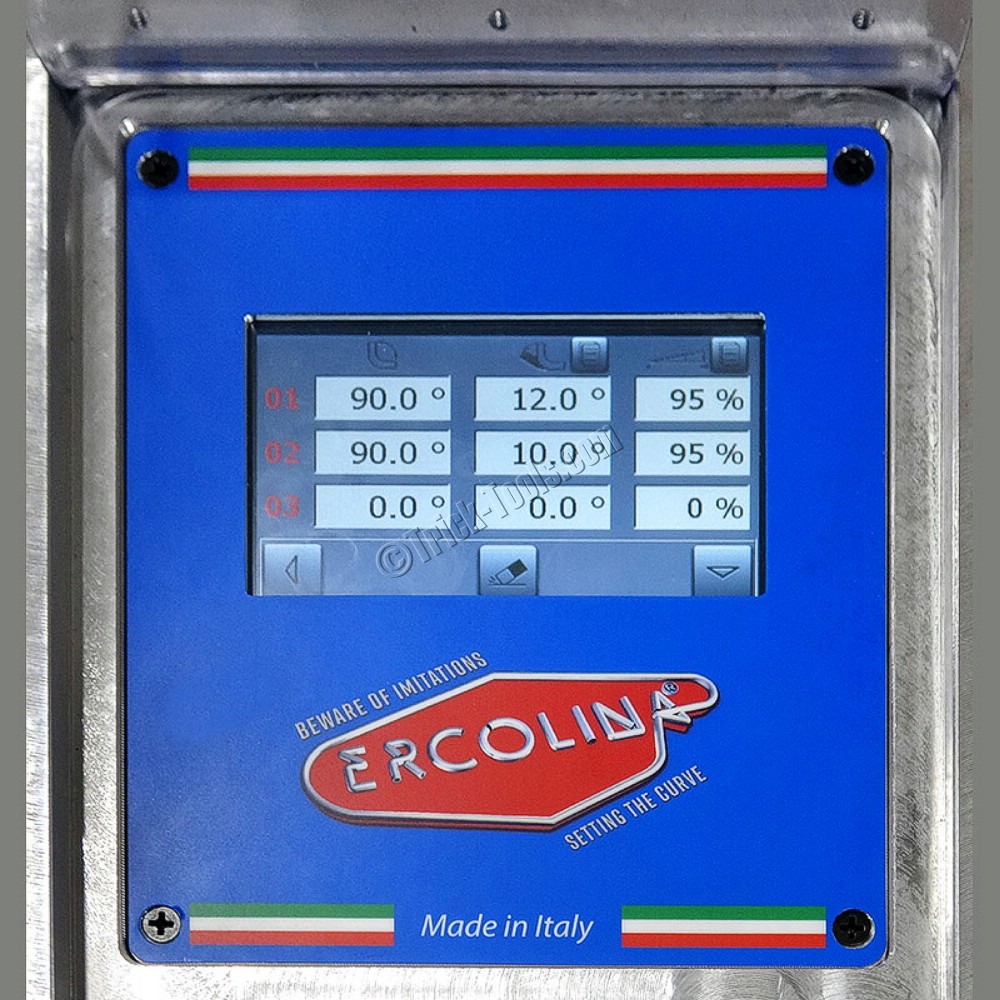 01 90.0 ° 12.0 ° 95 %
02 90.0 ° 10.0 ° 95 %
03 0.0 ° 0.0 ° 0 %
©Trick-Tools.com
BEWARE OF IMITATIONS
ERCOLINA®
SETTING THE CURVE
Made in Italy